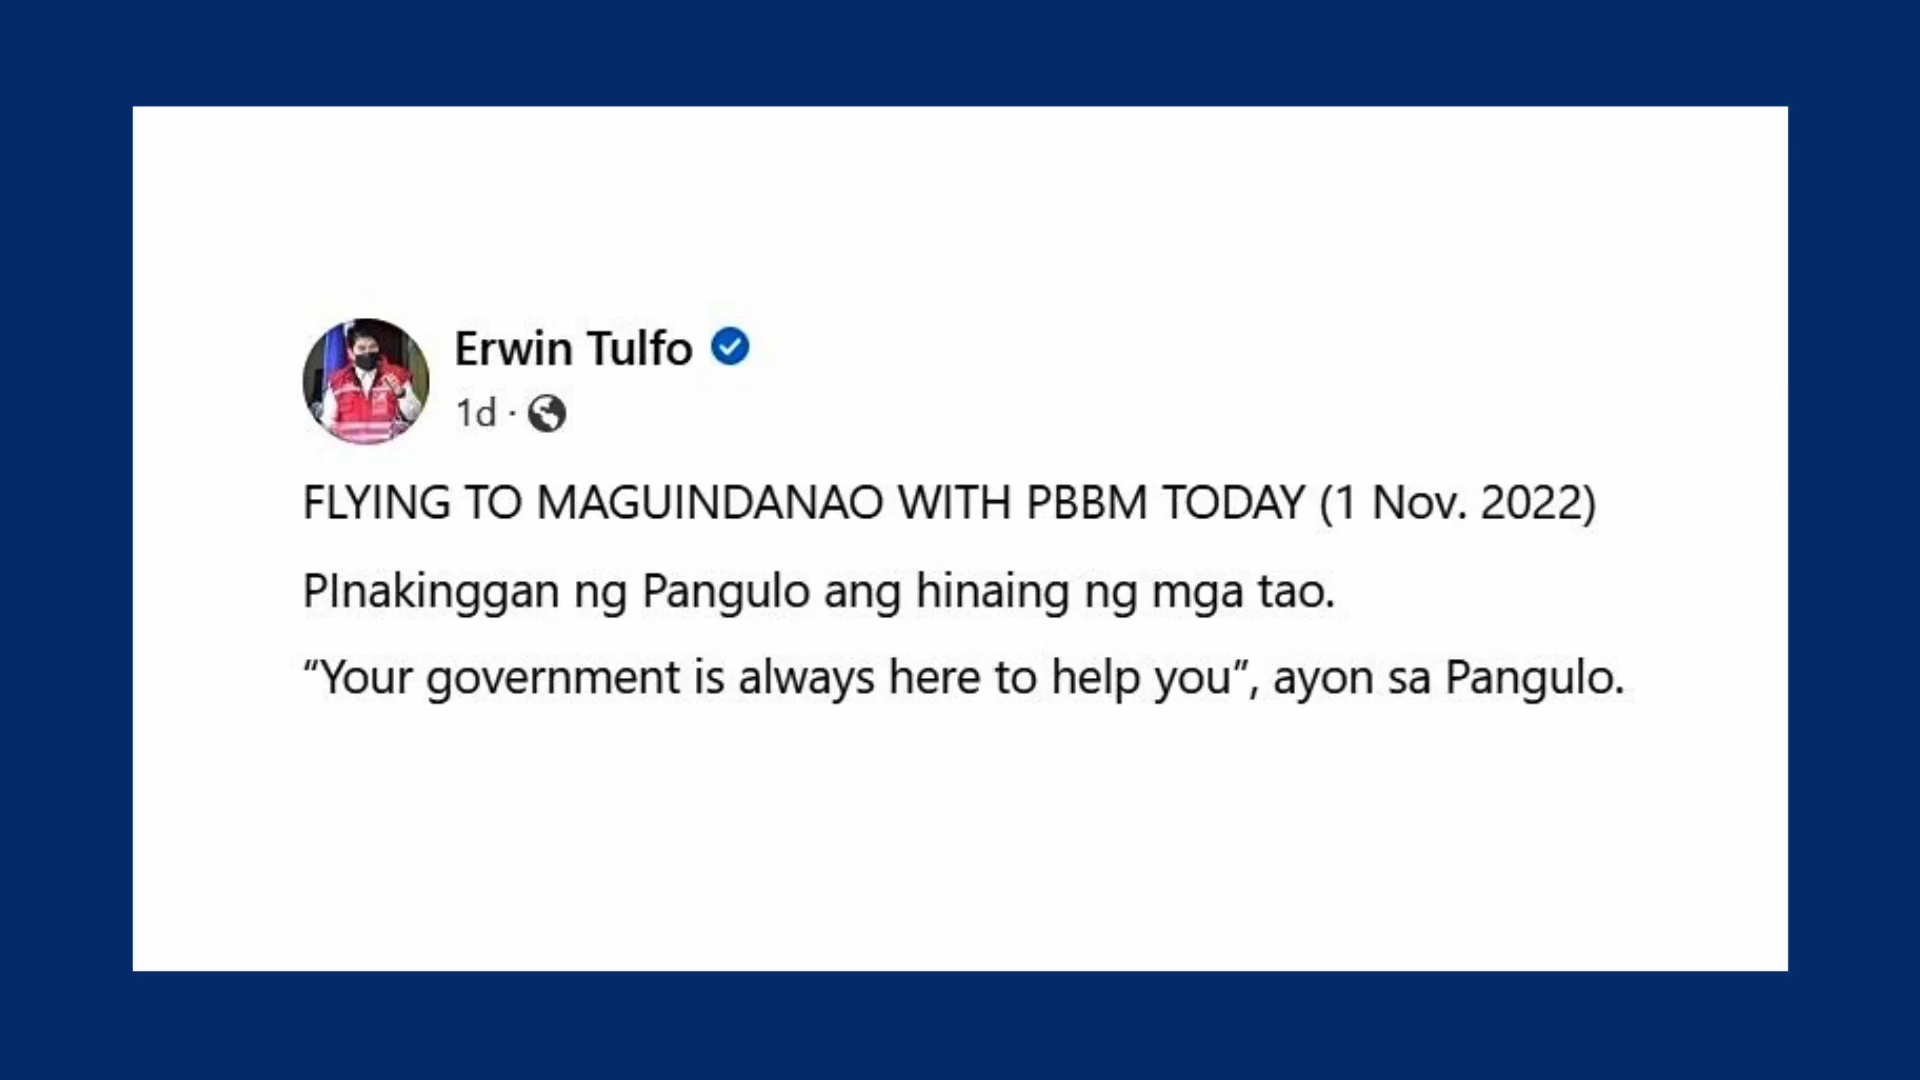 Erwin Tulfo
1d ·
FLYING TO MAGUINDANAO WITH PBBM TODAY (1 Nov. 2022)
PInakinggan ng Pangulo ang hinaing ng mga tao.
“Your government is always here to help you”, ayon sa Pangulo.